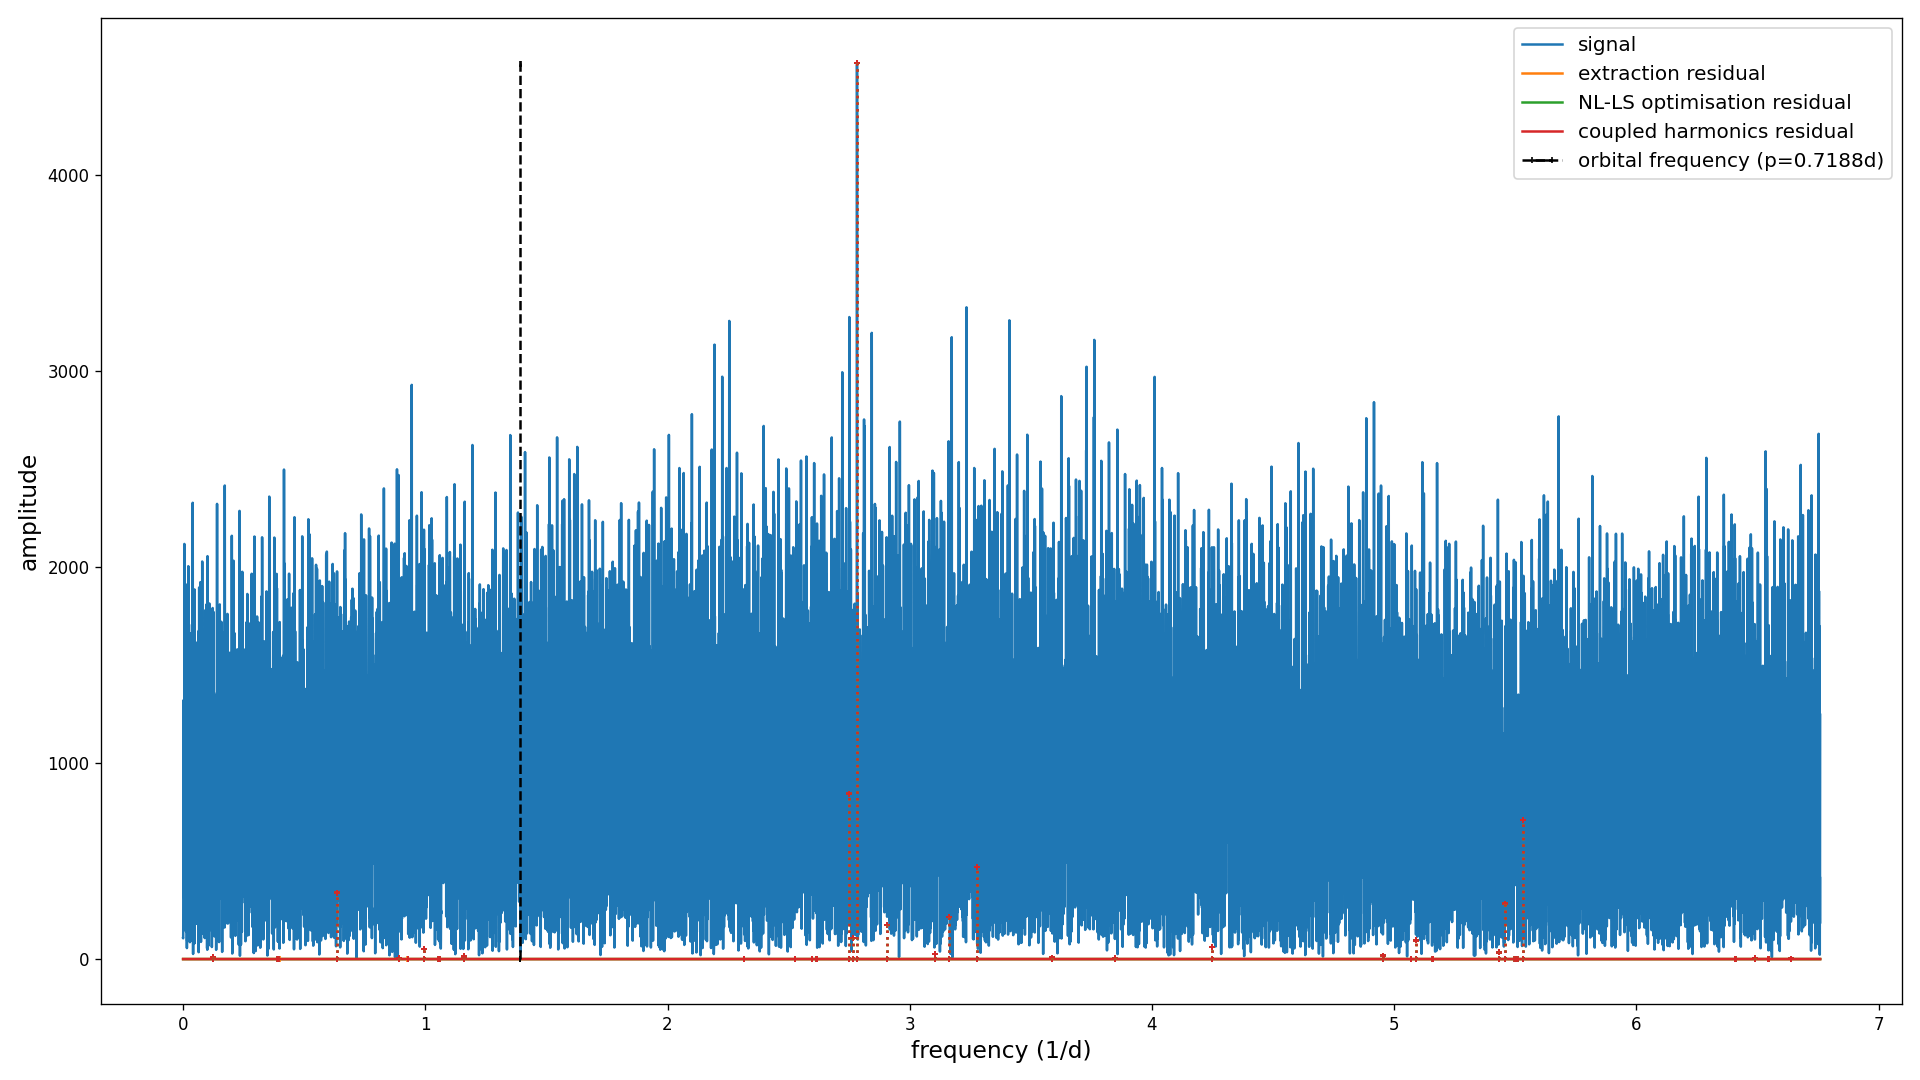 signal
extraction residual
NL-LS optimisation residual
coupled harmonics residual
orbital frequency (p=0.7188d)
amplitude
4000
3000
2000
1000
0
0 1 2 3 4 5 6 7
frequency (1/d)